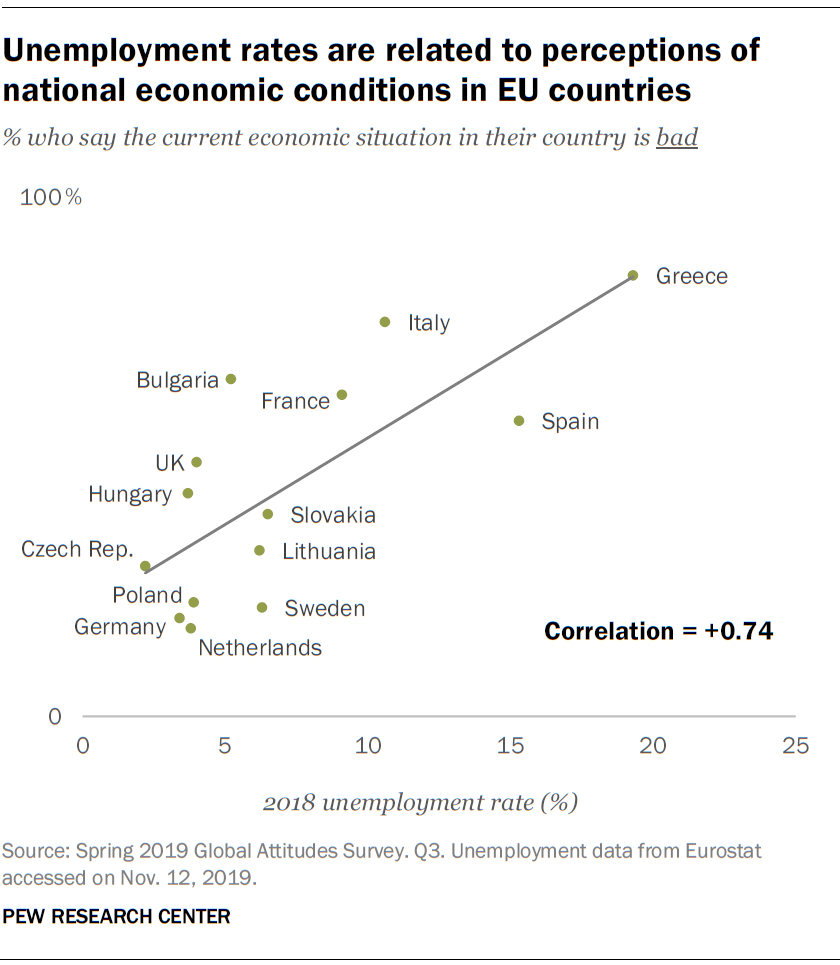 Unemployment rates are related to perceptions of
national economic conditions in EU countries
% who say the current economic situation in their country is bad
100%
Greece
Italy
Bulgaria
France
Spain
UK
Hungary
Slovakia
Czech Rep.
Lithuania
Poland
Sweden
Germany
Correlation = +0.74
Netherlands
0
0 5 10 15 20 25
2018 unemployment rate (%)
Source: Spring 2019 Global Attitudes Survey. Q3. Unemployment data from Eurostat
accessed on Nov. 12, 2019.
PEW RESEARCH CENTER